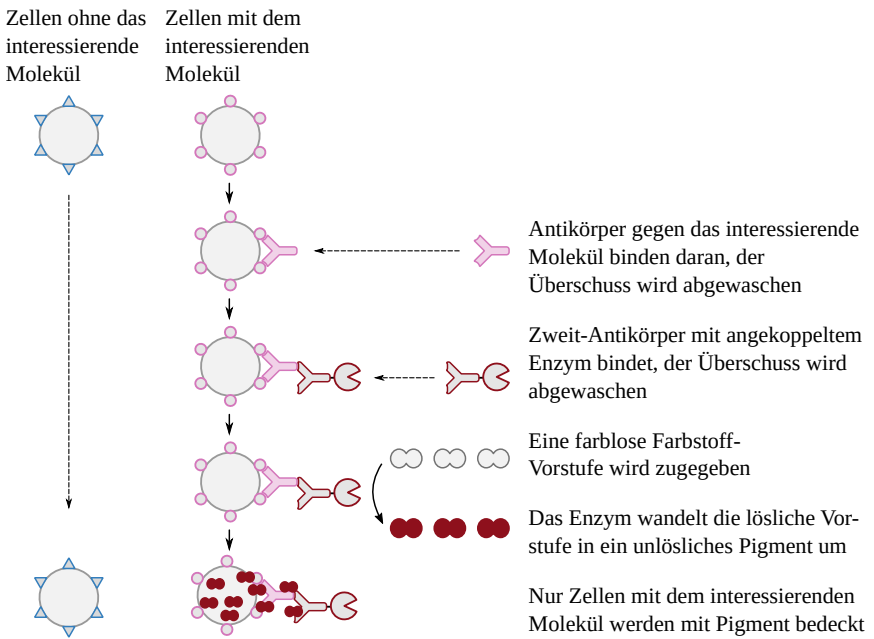 Zellen ohne das
interessierende
Molekül
Zellen mit dem
interessierenden
Molekül
Antikörper gegen das interessierende
Molekül binden daran, der
Überschuss wird abgewaschen
Zweit-Antikörper mit angekoppeltem
Enzym bindet, der Überschuss wird
abgewaschen
Eine farblose Farbstoff-
Vorstufe wird zugegeben
Das Enzym wandelt die lösliche Vor-
stufe in ein unlösliches Pigment um
Nur Zellen mit dem interessierenden
Molekül werden mit Pigment bedeckt